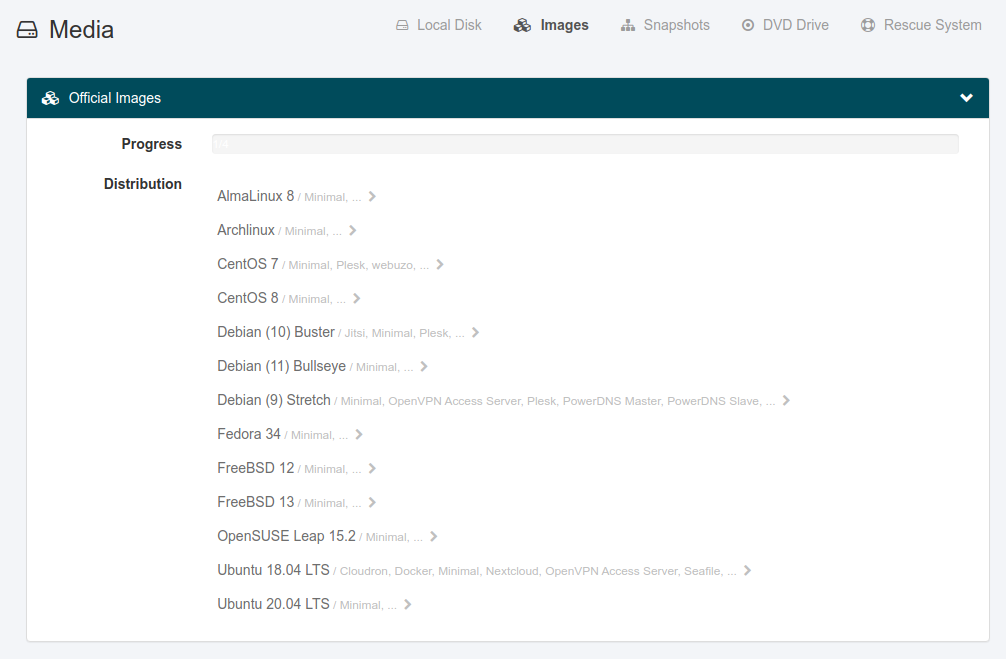 Media
Local Disk Images Snapshots DVD Drive Rescue System
Official Images
Progress
Distribution
AlmaLinux 8 / Minimal, ...
Archlinux / Minimal, ...
CentOS 7 / Minimal, Plesk, webuzo, ...
CentOS 8 / Minimal, ...
Debian (10) Buster / Jitsi, Minimal, Plesk, ...
Debian (11) Bullseye / Minimal, ...
Debian (9) Stretch / Minimal, OpenVPN Access Server, Plesk, PowerDNS Master, PowerDNS Slave, ...
Fedora 34 / Minimal, ...
FreeBSD 12 / Minimal, ...
FreeBSD 13 / Minimal, ...
OpenSUSE Leap 15.2 / Minimal, ...
Ubuntu 18.04 LTS / Cloudron, Docker, Minimal, Nextcloud, OpenVPN Access Server, Seafile, ...
Ubuntu 20.04 LTS / Minimal, ...